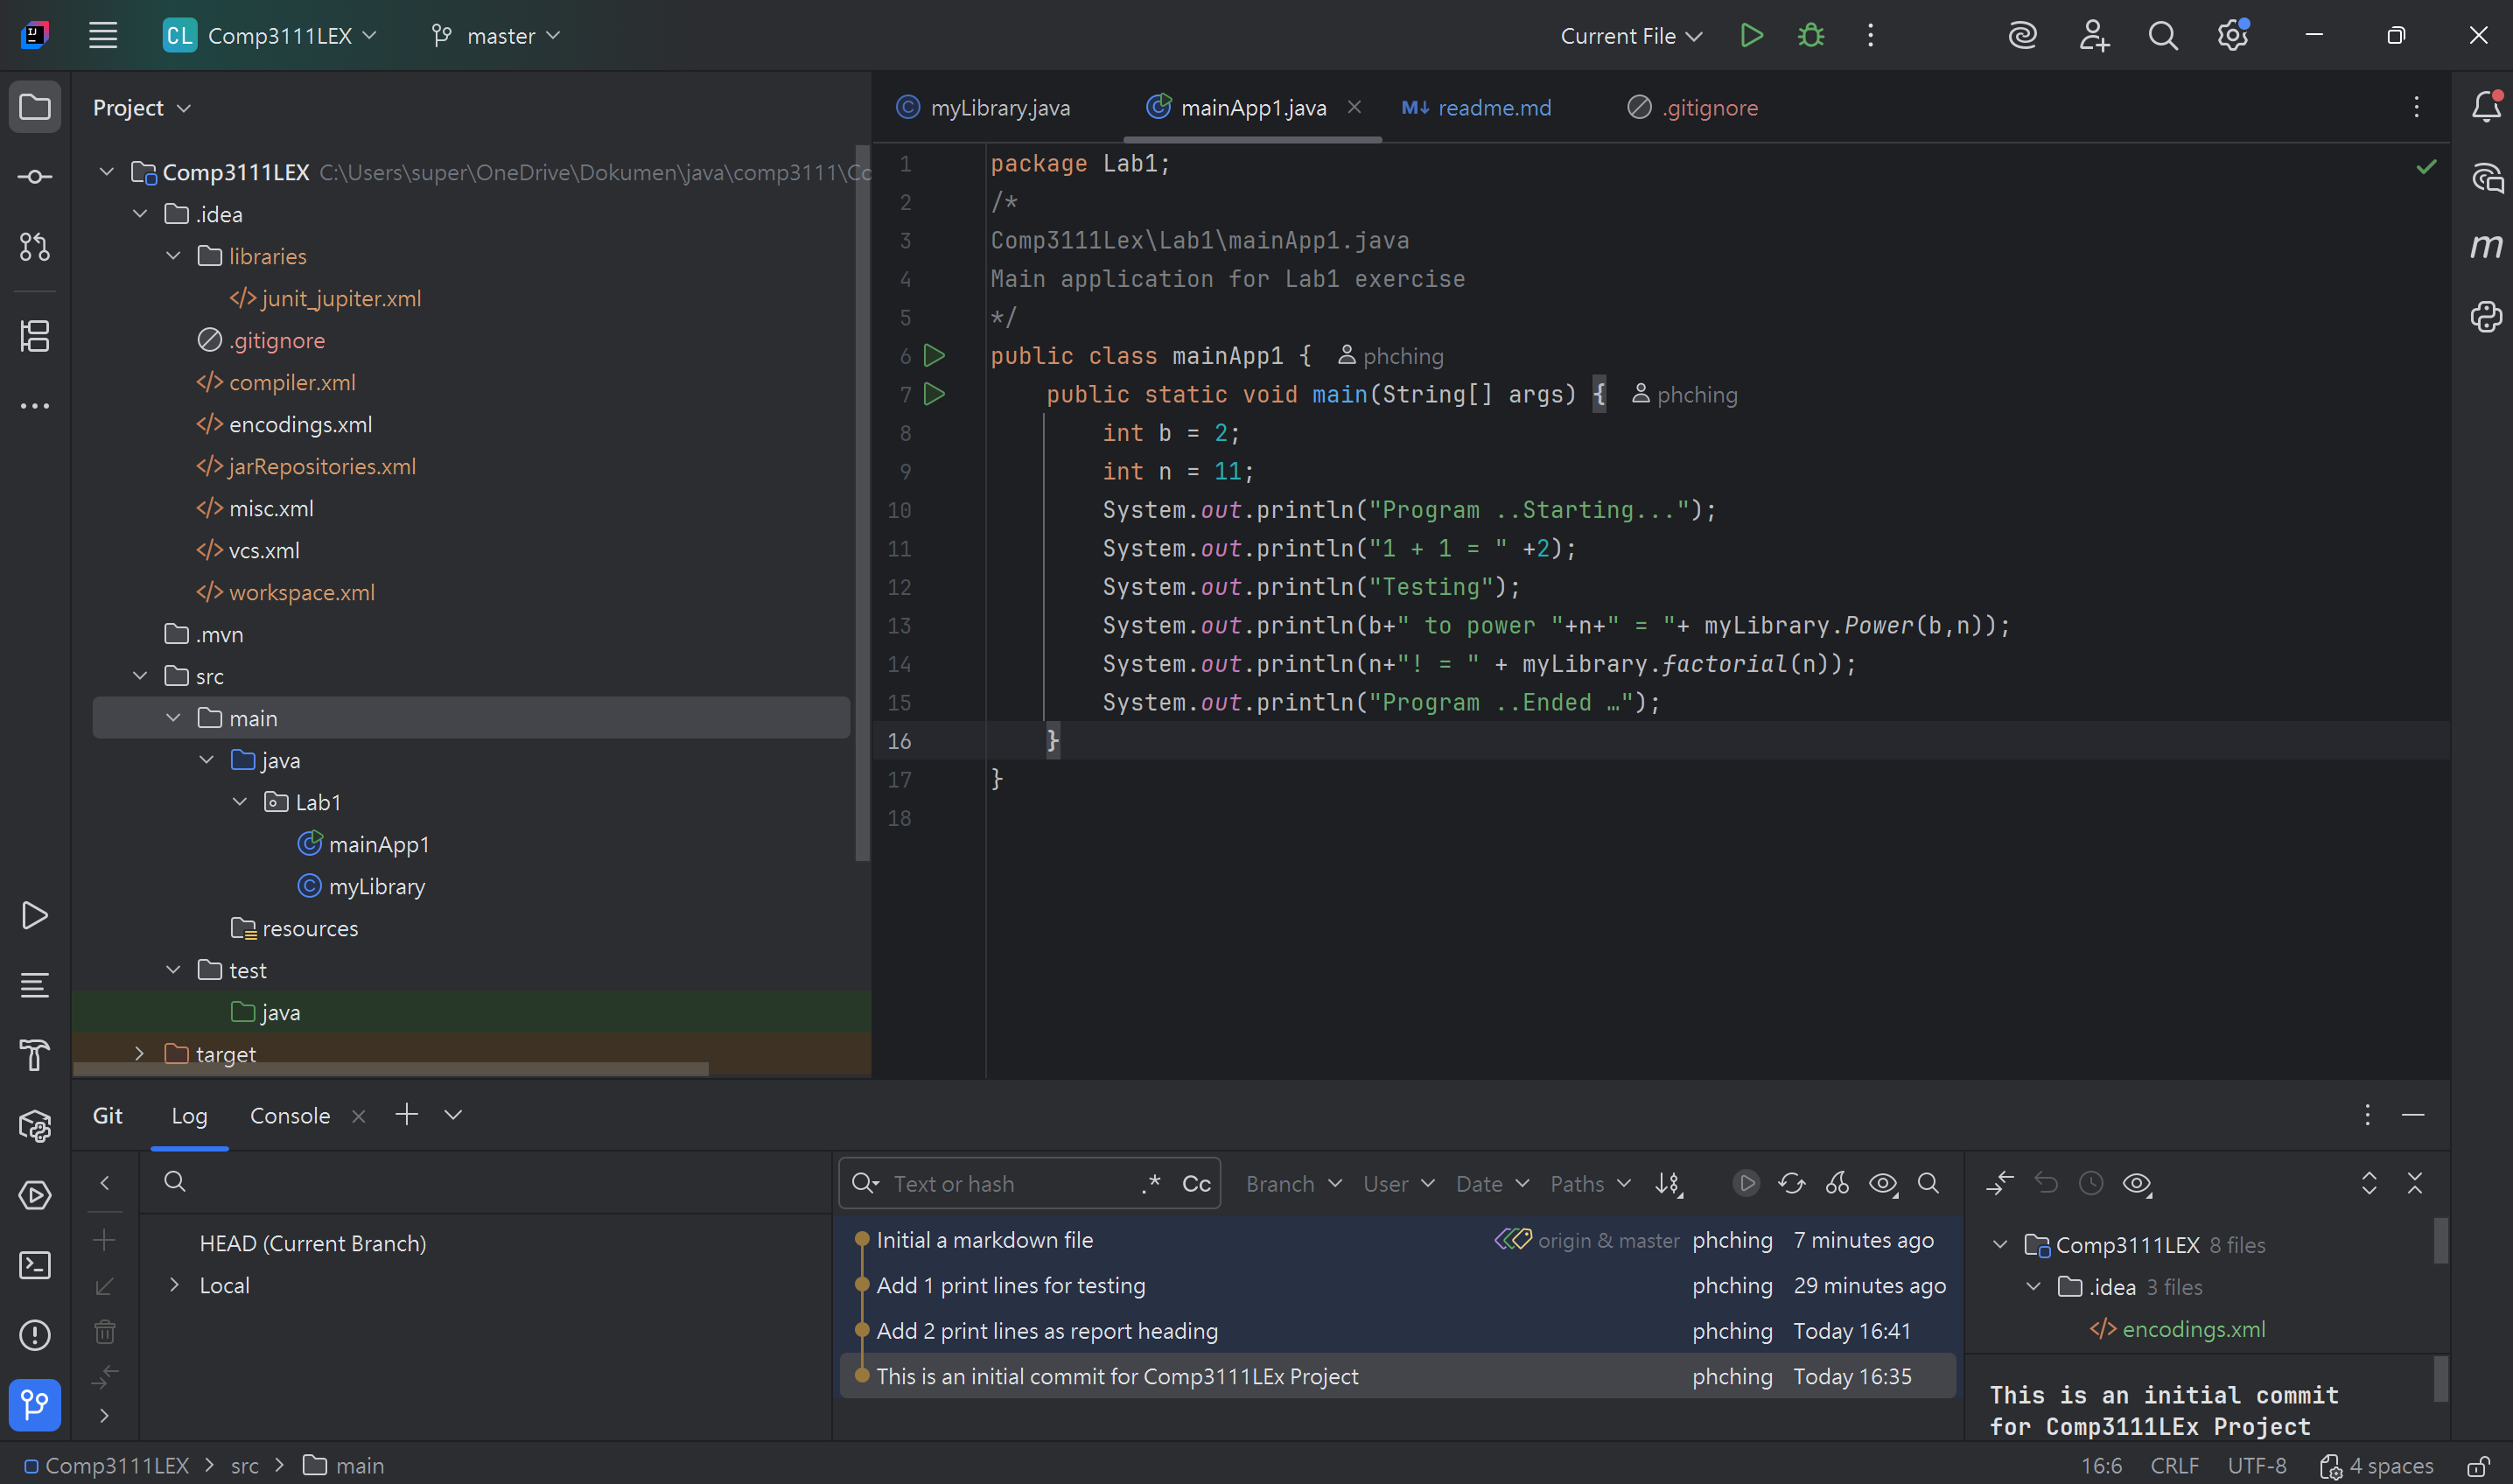 CL Comp3111LEX master Current File
Project
Comp3111LEX C:\Users\super\OneDrive\Dokumen\java\comp3111\Co
.idea
libraries
junit_jupiter.xml
.gitignore
compiler.xml
encodings.xml
jarRepositories.xml
misc.xml
vcs.xml
workspace.xml
.mvn
src
main
java
Lab1
mainApp1
myLibrary
resources
test
java
target
myLibrary.java mainApp1.java readme.md .gitignore
1 package Lab1;
2 /*
3 Comp3111Lex\Lab1\mainApp1.java
4 Main application for Lab1 exercise
5 */
6 public class mainApp1 { phching
7 public static void main(String[] args) { phching
8 int b = 2;
9 int n = 11;
10 System.out.println("Program ..Starting...");
11 System.out.println("1 + 1 = " +2);
12 System.out.println("Testing");
13 System.out.println(b+" to power "+n+" = "+ myLibrary.Power(b,n));
14 System.out.println(n+"! = " + myLibrary.factorial(n));
15 System.out.println("Program ..Ended …");
16 }
17 }
18
Git Log Console
HEAD (Current Branch)
Local
Text or hash .* Cc Branch User Date Paths
Initial a markdown file origin & master phching 7 minutes ago
Add 1 print lines for testing phching 29 minutes ago
Add 2 print lines as report heading phching Today 16:41
This is an initial commit for Comp3111LEx Project phching Today 16:35
Comp3111LEX 8 files
.idea 3 files
encodings.xml
This is an initial commit
for Comp3111LEx Project
Comp3111LEX > src > main 16:6 CRLF UTF-8 4 spaces